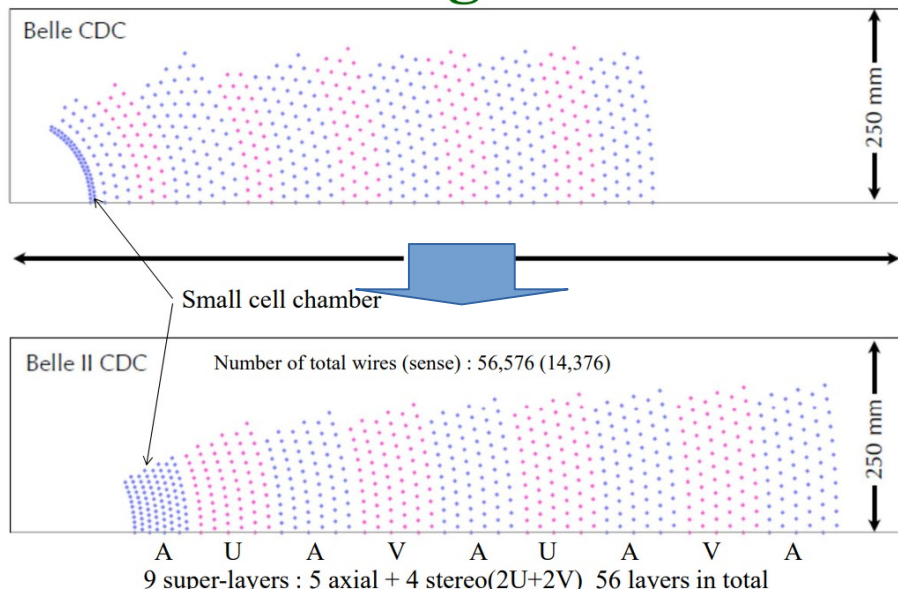 Belle CDC
250 mm
Small cell chamber
Belle II CDC
Number of total wires (sense) : 56,576 (14,376)
250 mm
A U A V A U A V A
9 super-layers : 5 axial + 4 stereo(2U+2V) 56 layers in total